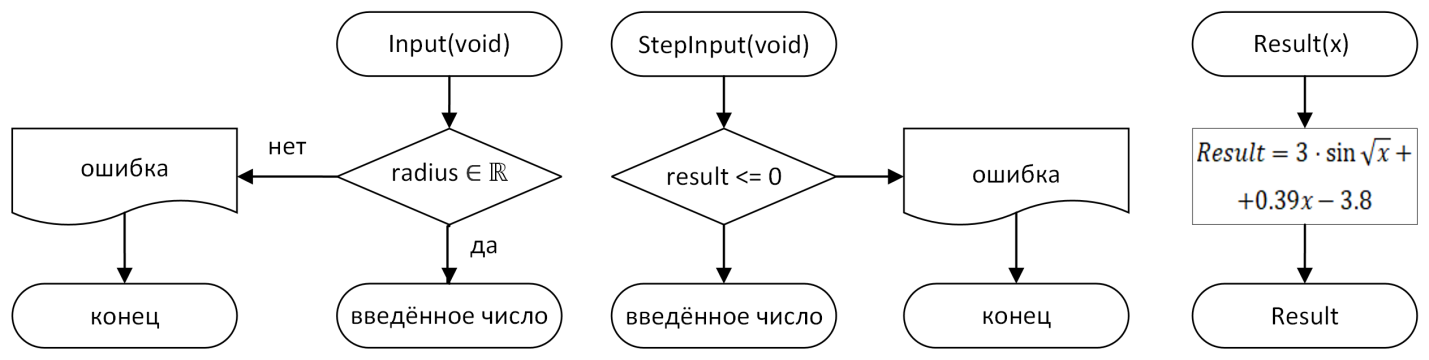 Input(void)
StepInput(void)
Result(x)
ошибка
нет
radius ∈ ℝ
result <= 0
ошибка
Result = 3 · sin √x +
+0.39x − 3.8
да
конец
введённое число
введённое число
конец
Result